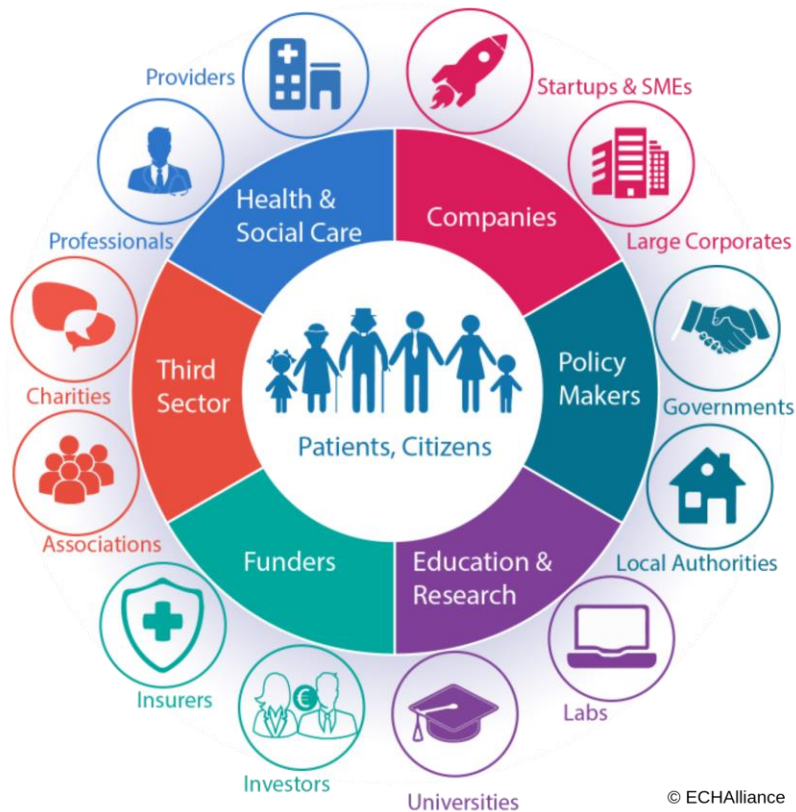 Providers
Startups & SMEs
Professionals
Large Corporates
Health &
Social Care
Companies
Charities
Third
Sector
Policy
Makers
Governments
Patients, Citizens
Associations
Funders
Education &
Research
Local Authorities
Insurers
Labs
Investors
Universities
€
© ECHAlliance